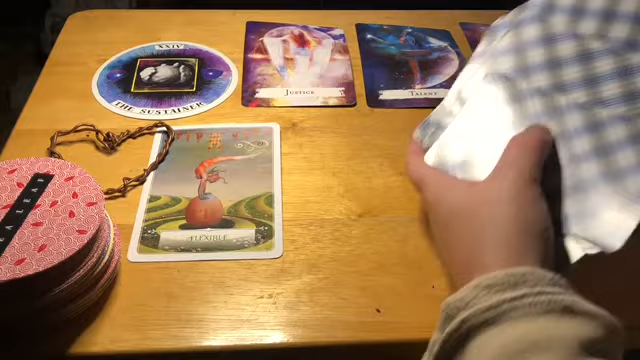 XXIV
THE SUSTAINER
JUSTICE
TALENT
FLEXIBLE